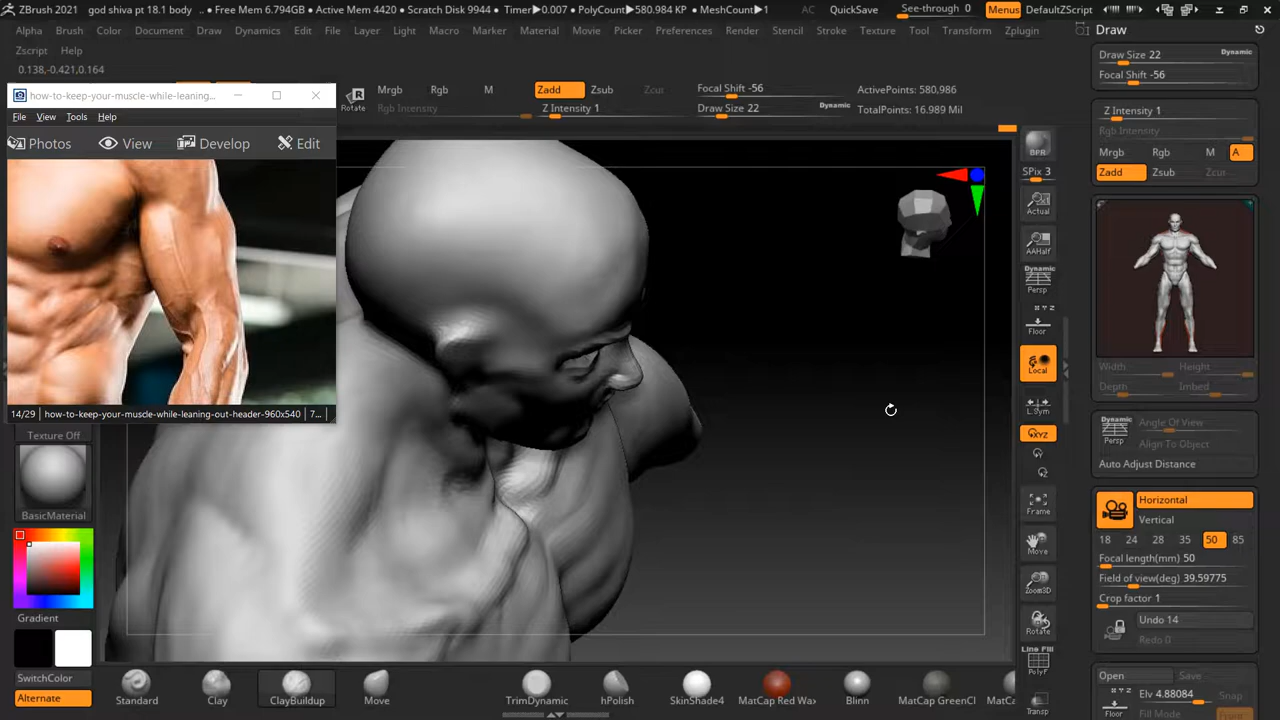 ZBrush 2021 god shiva pt 18.1 body .. • Free Mem 6.794GB • Active Mem 4420 • Scratch Disk 9944 • Timer▶0.007 • PolyCount▶580.984 KP • MeshCount▶1 AC QuickSave See-through 0 Menus DefaultZScript
Alpha Brush Color Document Draw Dynamics Edit File Layer Light Macro Marker Material Movie Picker Preferences Render Stencil Stroke Texture Tool Transform Zplugin
Zscript Help
0.138,-0.421,0.164
how-to-keep-your-muscle-while-leaning...
File View Tools Help
Photos View Develop Edit
14/29 how-to-keep-your-muscle-while-leaning-out-header-960x540 7...
Rotate
Mrgb Rgb M
Rgb Intensity
Zadd Zsub Zcut
Z Intensity 1
Focal Shift -56
Draw Size 22 Dynamic
ActivePoints: 580,986
TotalPoints: 16.989 Mil
Texture Off
BasicMaterial
Gradient
SwitchColor
Alternate
Standard Clay ClayBuildup Move TrimDynamic hPolish SkinShade4 MatCap Red Wax Blinn MatCap GreenCl MatCa
BPR
SPix 3
Actual
AAHalf
Dynamic
Persp
Floor
Local
L.Sym
XYZ
Frame
Move
Zoom3D
Rotate
Line Fill
PolyF
Transp
Draw
Draw Size 22 Dynamic
Focal Shift -56
Z Intensity 1
Rgb Intensity
Mrgb Rgb M A
Zadd Zsub Zcut
Width Height
Depth Imbed
Dynamic
Persp
Angle Of View
Align To Object
Auto Adjust Distance
Horizontal
Vertical
18 24 28 35 50 85
Focal length(mm) 50
Field of view(deg) 39.59775
Crop factor 1
Undo 14
Redo 0
Open Save
Elv 4.88084 Snap
Floor Fill Mode